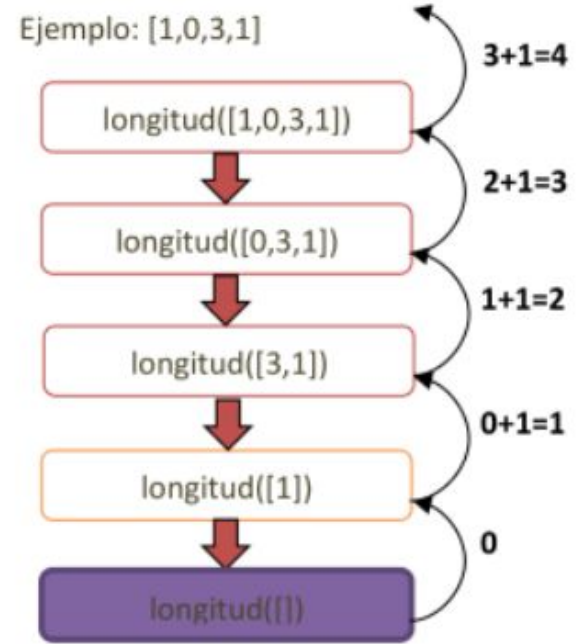 Ejemplo: [1,0,3,1]
3+1=4
longitud([1,0,3,1])
2+1=3
longitud([0,3,1])
1+1=2
longitud([3,1])
0+1=1
longitud([1])
0
longitud([])